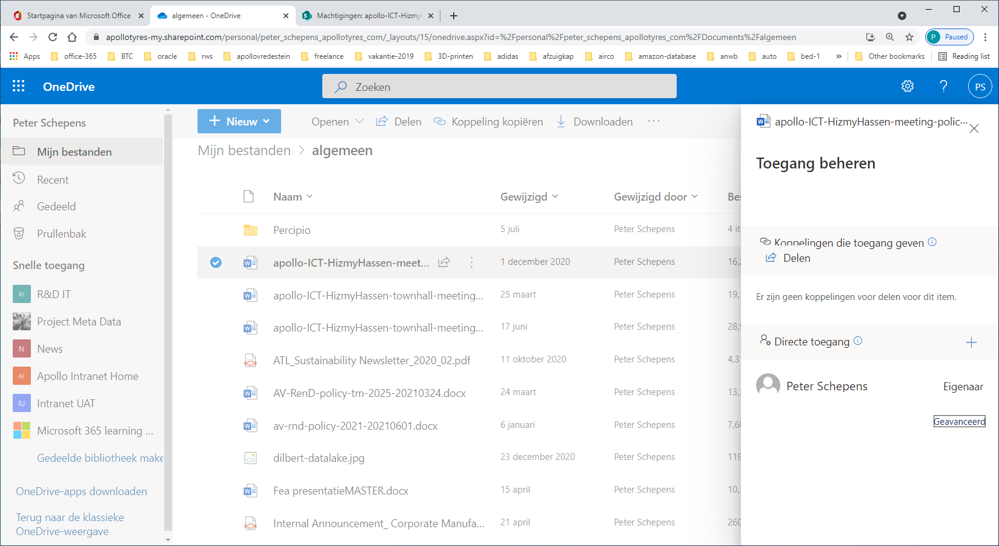 Startpagina van Microsoft Office
algemeen - OneDrive
Machtigingen: apollo-ICT-Hizmy
apollotyres-my.sharepoint.com/personal/peter_schepens_apollotyres_com/_layouts/15/onedrive.aspx?id=%2Fpersonal%2Fpeter_schepens_apollotyres_com%2FDocuments%2Falgemeen
P Paused
Apps office-365 BTC oracle rws apollovredestein freelance vakantie-2019 3D-printen adidas afzuigkap airco amazon-database anwb auto bed-1 » Other bookmarks Reading list
OneDrive
Zoeken
? PS
Peter Schepens
Mijn bestanden
Recent
Gedeeld
Prullenbak
Snelle toegang
RI R&D IT
Project Meta Data
N News
AI Apollo Intranet Home
IU Intranet UAT
Microsoft 365 learning ...
Gedeelde bibliotheek make
OneDrive-apps downloaden
Terug naar de klassieke
OneDrive-weergave
+ Nieuw Openen Delen Koppeling kopiëren Downloaden ...
Mijn bestanden > algemeen
Naam Gewijzigd Gewijzigd door Bes
Percipio 5 juli Peter Schepens 4 it
apollo-ICT-HizmyHassen-meet... 1 december 2020 Peter Schepens 16,2
apollo-ICT-HizmyHassen-townhall-meeting... 25 maart Peter Schepens 19,
apollo-ICT-HizmyHassen-townhall-meeting... 17 juni Peter Schepens 28,9
ATL_Sustainability Newsletter_2020_02.pdf 11 oktober 2020 Peter Schepens 4,31
AV-RenD-policy-tm-2025-20210324.docx 24 maart Peter Schepens 13,
av-rnd-policy-2021-20210601.docx 6 januari Peter Schepens 7,60
dilbert-datalake.jpg 23 december 2020 Peter Schepens 119
Fea presentatieMASTER.docx 15 april Peter Schepens 10,
Internal Announcement_ Corporate Manufa... 21 april Peter Schepens 260
apollo-ICT-HizmyHassen-meeting-polic...
Toegang beheren
Koppelingen die toegang geven
Delen
Er zijn geen koppelingen voor delen voor dit item.
Directe toegang
Peter Schepens Eigenaar
Geavanceerd